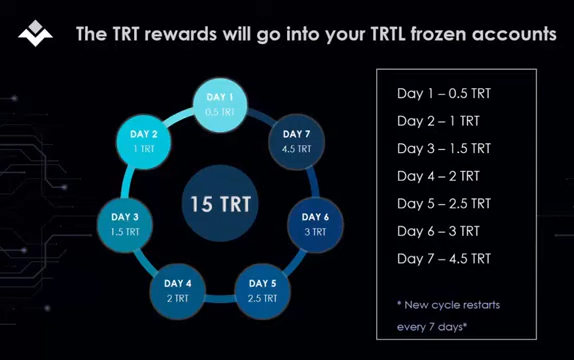 The TRT rewards will go into your TRTL frozen accounts
DAY 1
0.5 TRT
DAY 2
1 TRT
DAY 7
4.5 TRT
15 TRT
DAY 3
1.5 TRT
DAY 6
3 TRT
DAY 4
2 TRT
DAY 5
2.5 TRT
Day 1 – 0.5 TRT
Day 2 – 1 TRT
Day 3 – 1.5 TRT
Day 4 – 2 TRT
Day 5 – 2.5 TRT
Day 6 – 3 TRT
Day 7 – 4.5 TRT
* New cycle restarts
every 7 days*